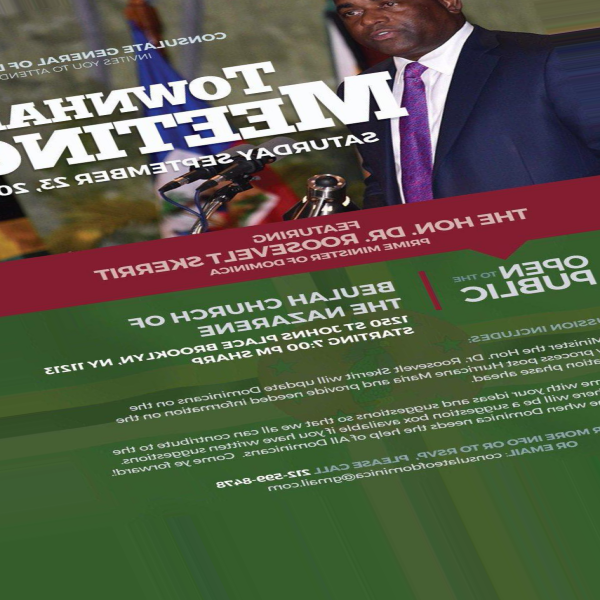 CONSULATE GENERAL OF
INVITES YOU TO ATTEND
TOWNHA
MEETING
SATURDAY SEPTEMBER 23, 20
FEATURING
THE HON. DR. ROOSEVELT SKERRIT
PRIME MINISTER OF DOMINICA
OPEN TO THE
PUBLIC
BEULAH CHURCH OF
THE NAZARENE
1250 ST JOHNS PLACE BROOKLYN, NY 11213
STARTING 7:00 PM SHARP
USSION INCLUDES:
Minister the Hon. Dr. Roosevelt Skerrit will update Dominicans on the
y process post Hurricane Maria and provide needed information on the
ation phase ahead.
me with your ideas and suggestions so that we all can contribute to the
here will be a suggestion box available if you have written suggestions.
e when Dominica needs the help of All Dominicans. Come ye forward!
R MORE INFO OR TO RSVP, PLEASE CALL 212-599-8478
OR EMAIL: consulateofdominica@gmail.com